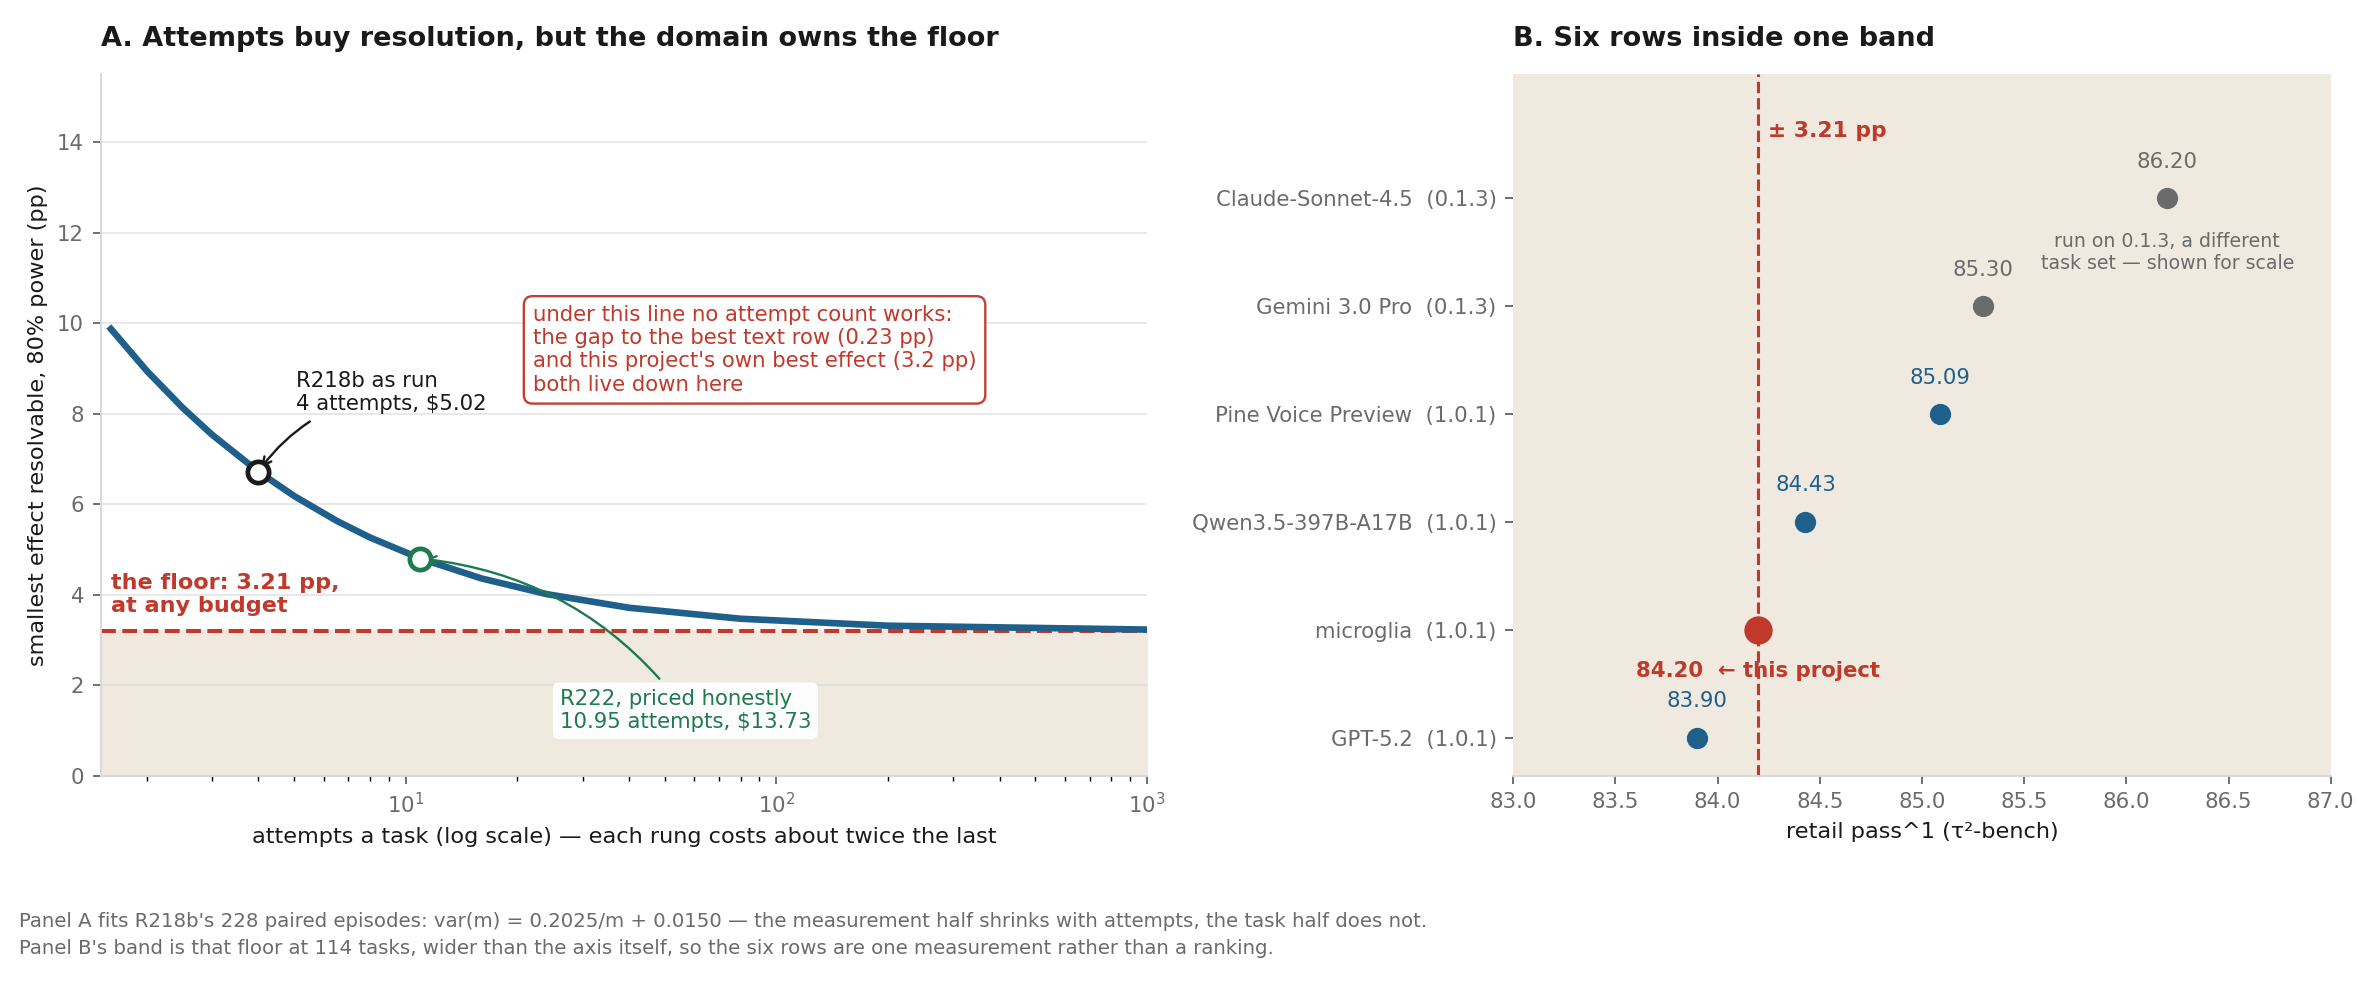 A. Attempts buy resolution, but the domain owns the floor
smallest effect resolvable, 80% power (pp)
14
12
10
8
6
4
2
0
under this line no attempt count works:
the gap to the best text row (0.23 pp)
and this project's own best effect (3.2 pp)
both live down here
R218b as run
4 attempts, $5.02
the floor: 3.21 pp,
at any budget
R222, priced honestly
10.95 attempts, $13.73
10¹
10²
10³
attempts a task (log scale) — each rung costs about twice the last
B. Six rows inside one band
± 3.21 pp
86.20
Claude-Sonnet-4.5 (0.1.3)
run on 0.1.3, a different
task set — shown for scale
85.30
Gemini 3.0 Pro (0.1.3)
85.09
Pine Voice Preview (1.0.1)
84.43
Qwen3.5-397B-A17B (1.0.1)
microglia (1.0.1)
84.20 ← this project
83.90
GPT-5.2 (1.0.1)
83.0
83.5
84.0
84.5
85.0
85.5
86.0
86.5
87.0
retail pass^1 (τ²-bench)
Panel A fits R218b's 228 paired episodes: var(m) = 0.2025/m + 0.0150 — the measurement half shrinks with attempts, the task half does not.
Panel B's band is that floor at 114 tasks, wider than the axis itself, so the six rows are one measurement rather than a ranking.